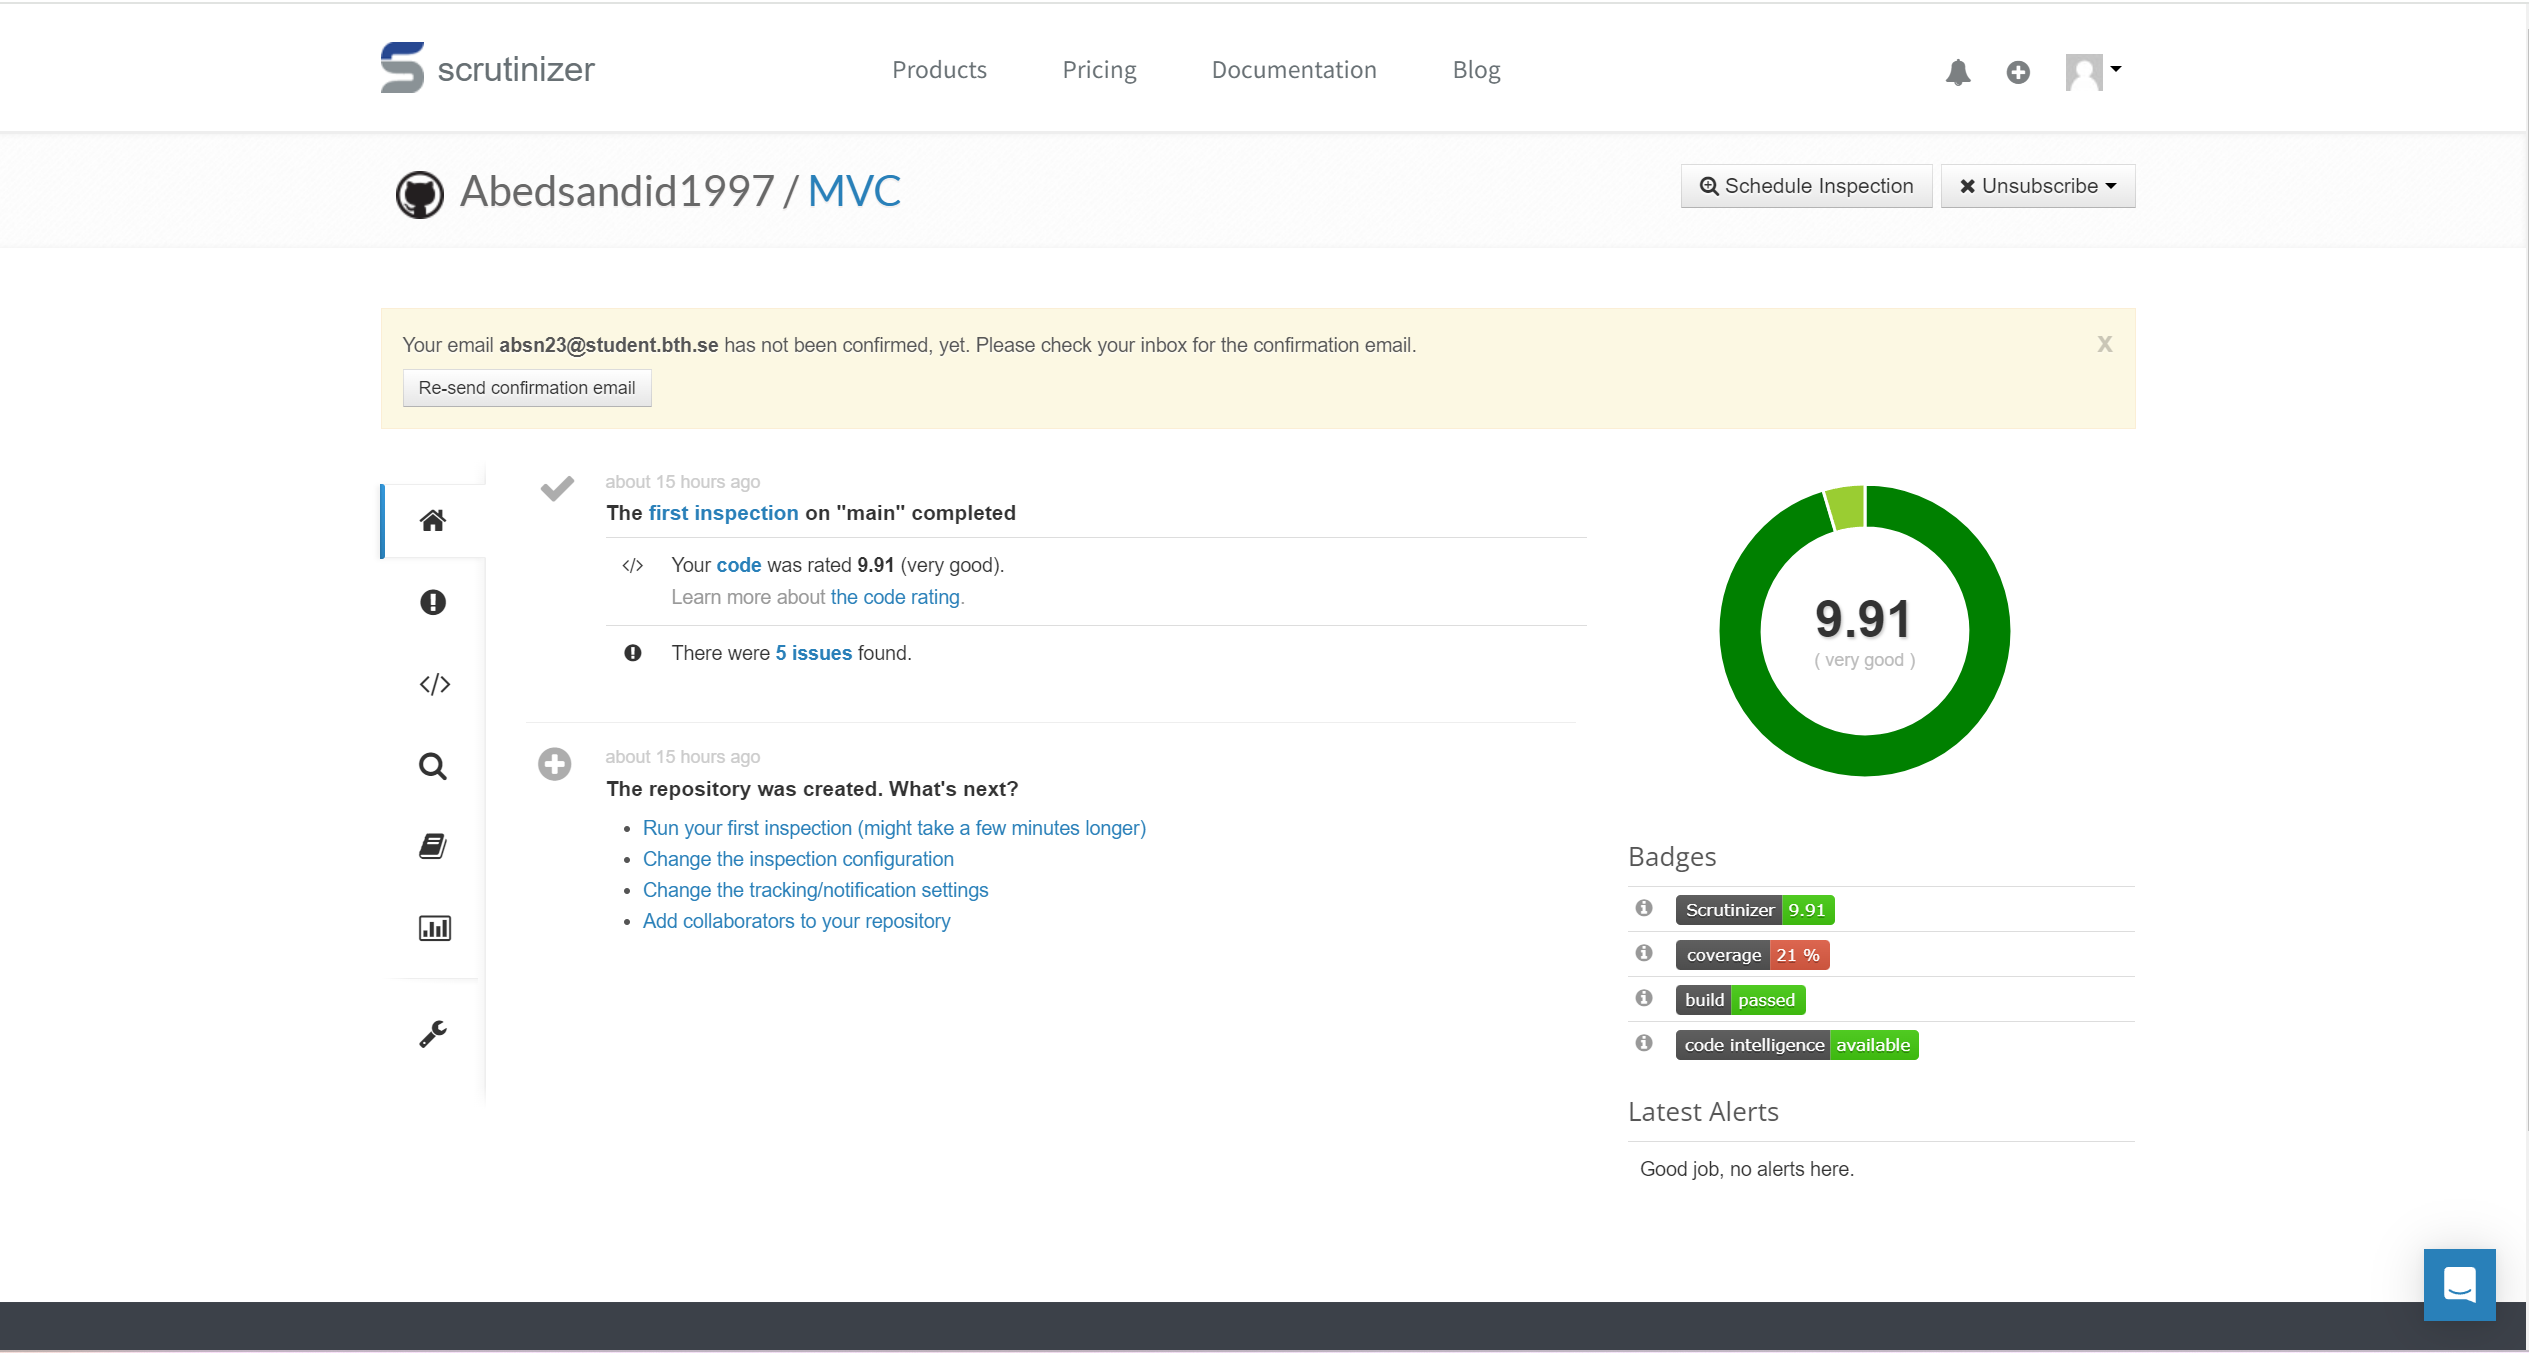 scrutinizer
Products Pricing Documentation Blog
Abedsandid1997 / MVC
Schedule Inspection
Unsubscribe
Your email absn23@student.bth.se has not been confirmed, yet. Please check your inbox for the confirmation email.
X
Re-send confirmation email
about 15 hours ago
The first inspection on "main" completed
</> Your code was rated 9.91 (very good).
Learn more about the code rating.
There were 5 issues found.
about 15 hours ago
The repository was created. What's next?
• Run your first inspection (might take a few minutes longer)
• Change the inspection configuration
• Change the tracking/notification settings
• Add collaborators to your repository
9.91
( very good )
Badges
Scrutinizer 9.91
coverage 21 %
build passed
code intelligence available
Latest Alerts
Good job, no alerts here.